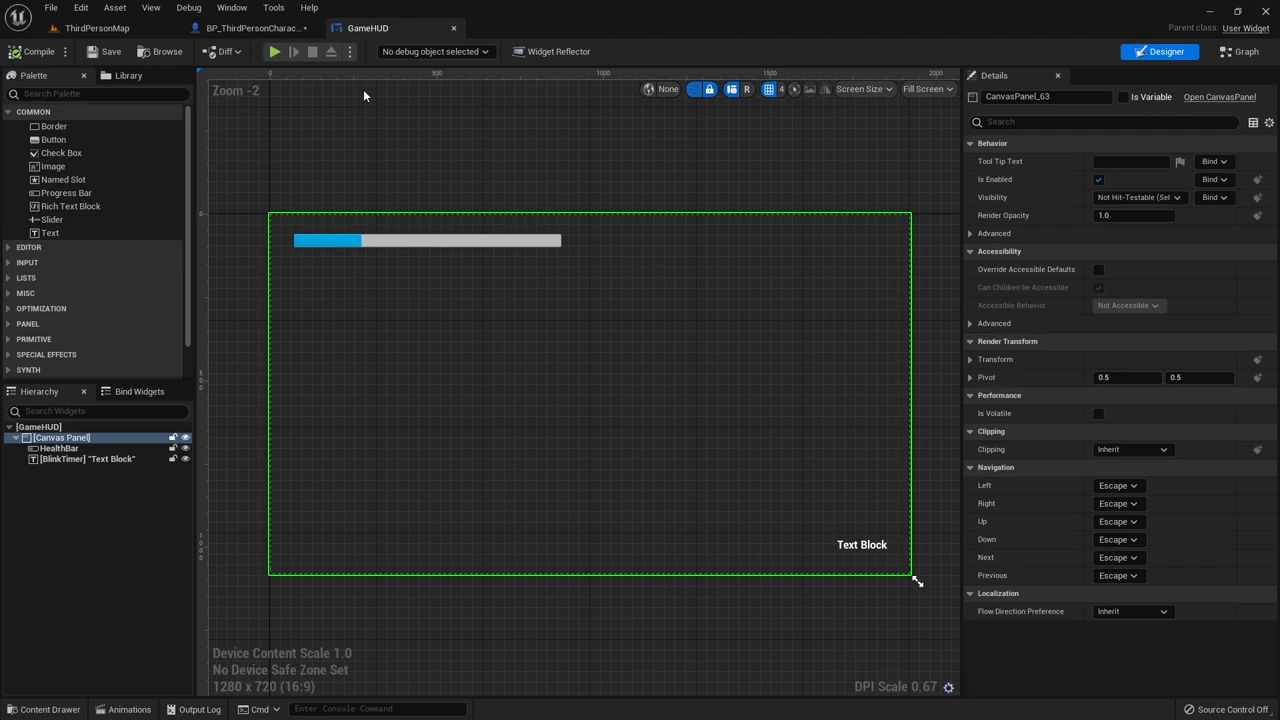 File Edit Asset View Debug Window Tools Help
ThirdPersonMap BP_ThirdPersonCharac... • GameHUD Parent class: User Widget
Compile Save Browse Diff No debug object selected Widget Reflector Designer Graph
Palette Library
Search Palette
COMMON
Border
Button
Check Box
Image
Named Slot
Progress Bar
Rich Text Block
Slider
Text
EDITOR
INPUT
LISTS
MISC
OPTIMIZATION
PANEL
PRIMITIVE
SPECIAL EFFECTS
SYNTH
Hierarchy Bind Widgets
Search Widgets
[GameHUD]
[Canvas Panel]
HealthBar
[BlinkTimer] "Text Block"
0 500 1000 1500 2000
Zoom -2 None R 4 Screen Size Fill Screen
0
5
0
0
1
0
0
0
Text Block
Device Content Scale 1.0
No Device Safe Zone Set
1280 x 720 (16:9) DPI Scale 0.67
Details
CanvasPanel_63 Is Variable Open CanvasPanel
Search
Behavior
Tool Tip Text Bind
Is Enabled Bind
Visibility Not Hit-Testable (Sel Bind
Render Opacity 1.0
Advanced
Accessibility
Override Accessible Defaults
Can Children be Accessible
Accessible Behavior Not Accessible
Advanced
Render Transform
Transform
Pivot 0.5 0.5
Performance
Is Volatile
Clipping
Clipping Inherit
Navigation
Left Escape
Right Escape
Up Escape
Down Escape
Next Escape
Previous Escape
Localization
Flow Direction Preference Inherit
Content Drawer Animations Output Log Cmd Enter Console Command Source Control Off